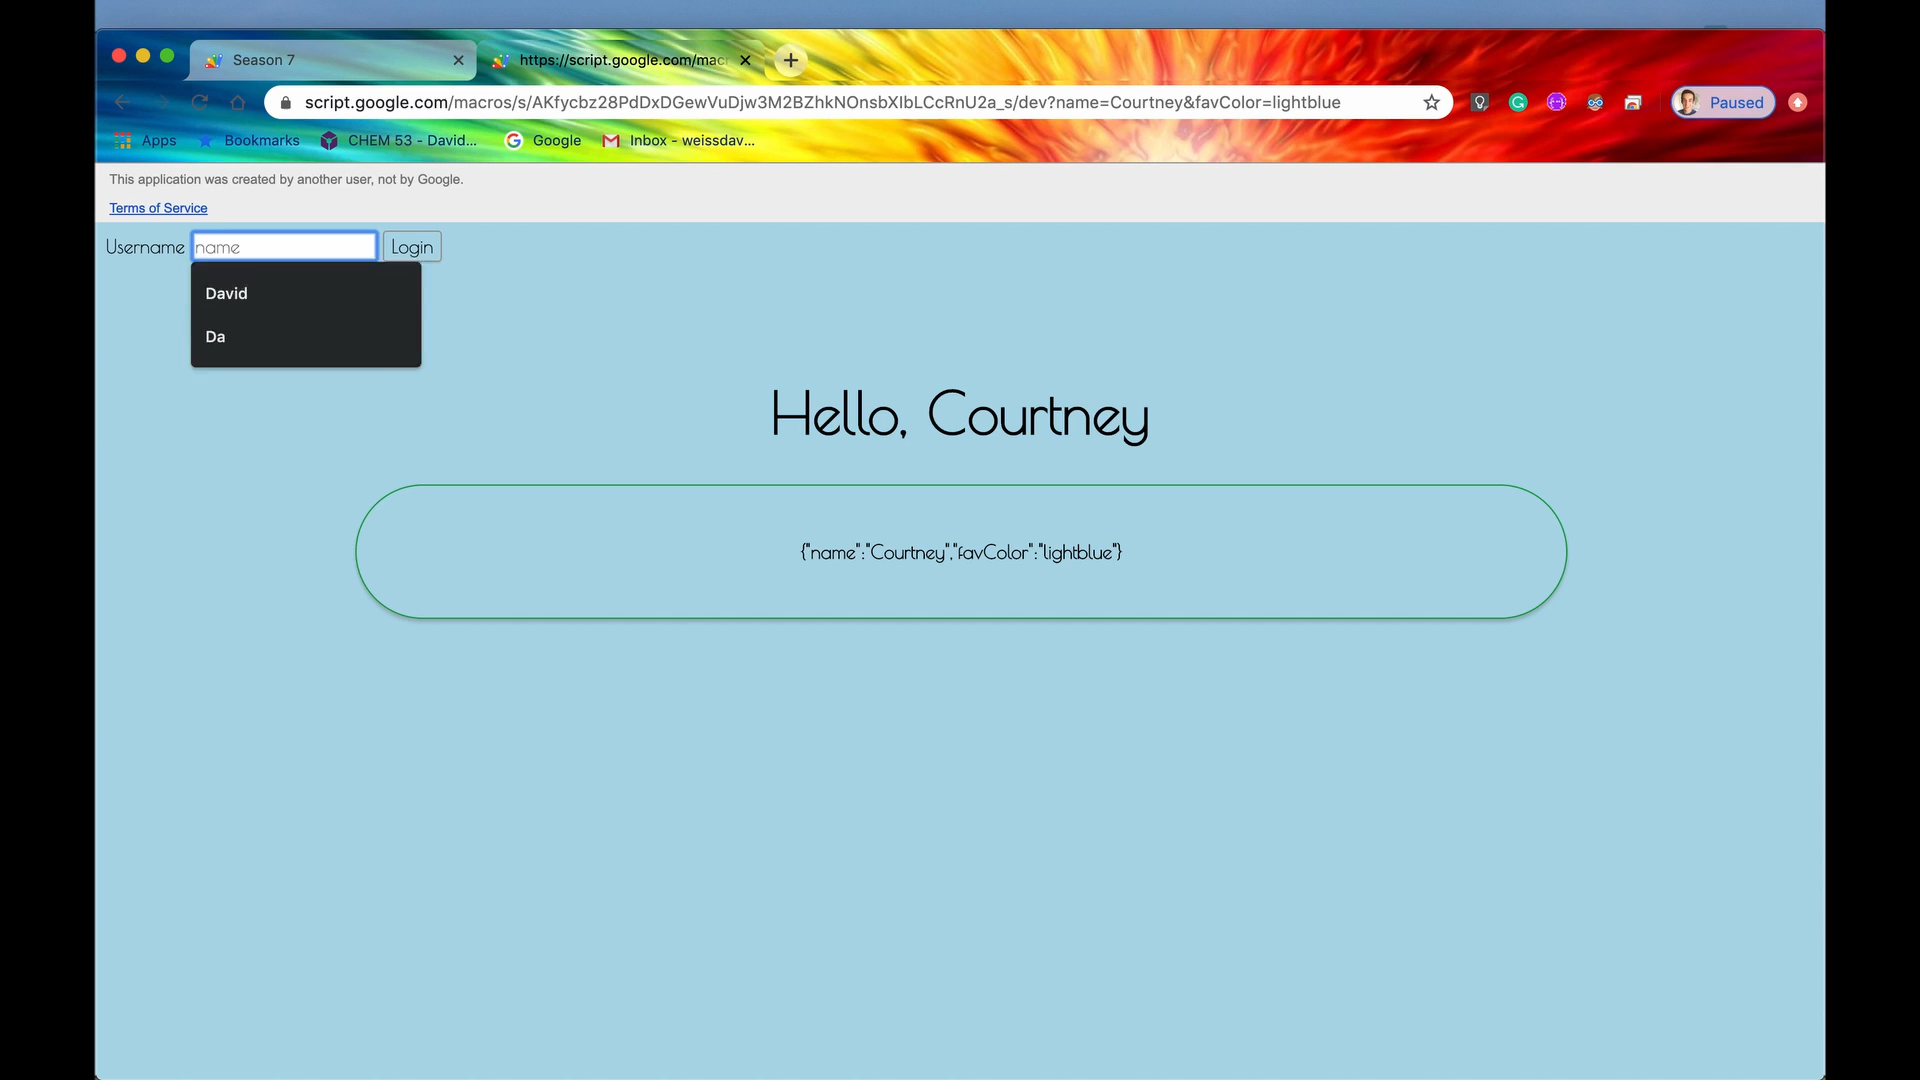 Season 7
https://script.google.com/mac
script.google.com/macros/s/AKfycbz28PdDxDGewVuDjw3M2BZhkNOnsbXIbLCcRnU2a_s/dev?name=Courtney&favColor=lightblue
Paused
Apps
Bookmarks
CHEM 53 - David...
Google
Inbox - weissdav...
This application was created by another user, not by Google.
Terms of Service
Username
name
Login
David
Da
Hello, Courtney
{"name":"Courtney","favColor":"lightblue"}